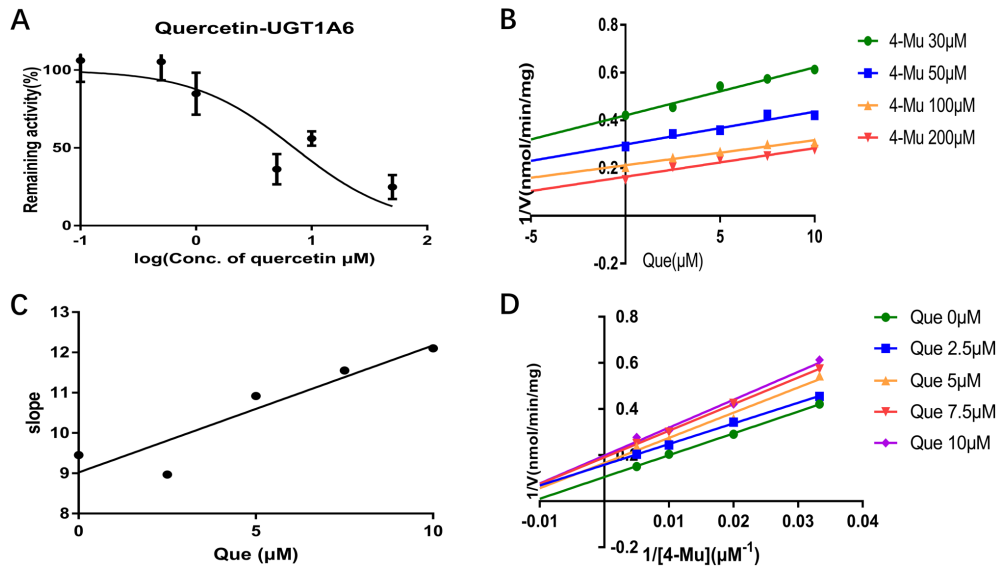 A
Quercetin-UGT1A6
Remaining activity(%)
100
50
0
-1
0
1
2
log(Conc. of quercetin μM)
B
1/V(nmol/min/mg)
0.8
0.6
0.4
0.2
-0.2
-5
5
10
Que(μM)
4-Mu 30μM
4-Mu 50μM
4-Mu 100μM
4-Mu 200μM
C
slope
13
12
11
10
9
8
0
5
10
Que (μM)
D
1/V(nmol/min/mg)
0.8
0.6
0.4
-0.2
-0.01
0.01
0.02
0.03
0.04
1/[4-Mu](μM⁻¹)
Que 0μM
Que 2.5μM
Que 5μM
Que 7.5μM
Que 10μM